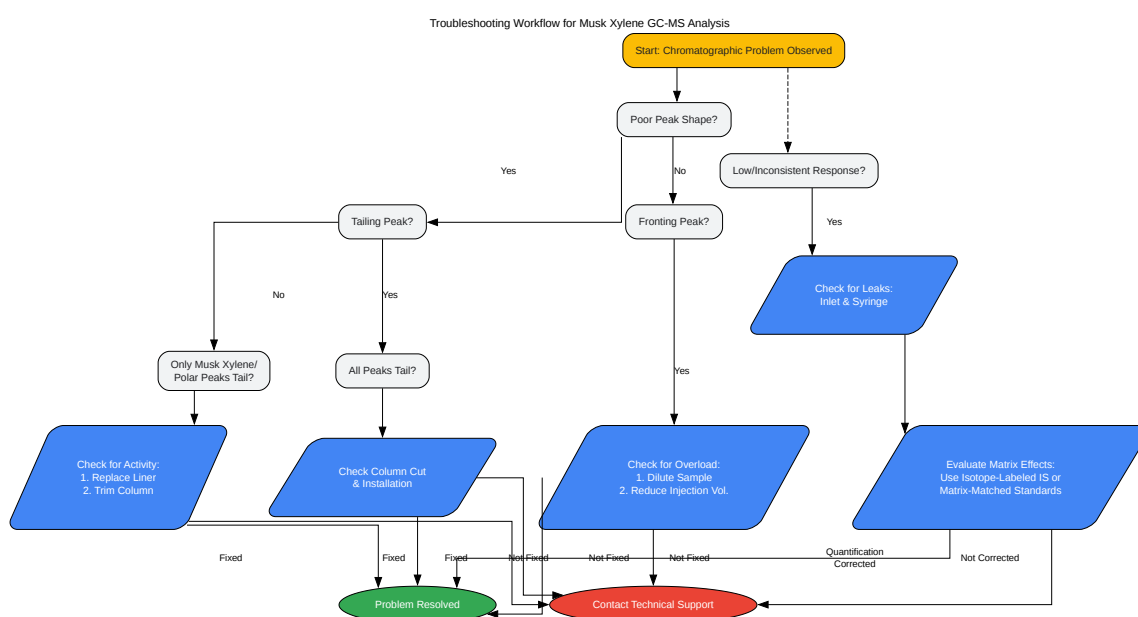 Troubleshooting Workflow for Musk Xylene GC-MS Analysis
Start: Chromatographic Problem Observed
Poor Peak Shape?
Low/Inconsistent Response?
Yes
No
Tailing Peak?
Fronting Peak?
Yes
Check for Leaks:
Inlet & Syringe
No
Yes
Only Musk Xylene/
Polar Peaks Tail?
All Peaks Tail?
Yes
Check for Activity:
1. Replace Liner
2. Trim Column
Check Column Cut
& Installation
Check for Overload:
1. Dilute Sample
2. Reduce Injection Vol.
Evaluate Matrix Effects:
Use Isotope-Labeled IS or
Matrix-Matched Standards
Fixed
Fixed
Fixed
Not Fixed
Not Fixed
Not Fixed
Quantification
Corrected
Not Corrected
Problem Resolved
Contact Technical Support